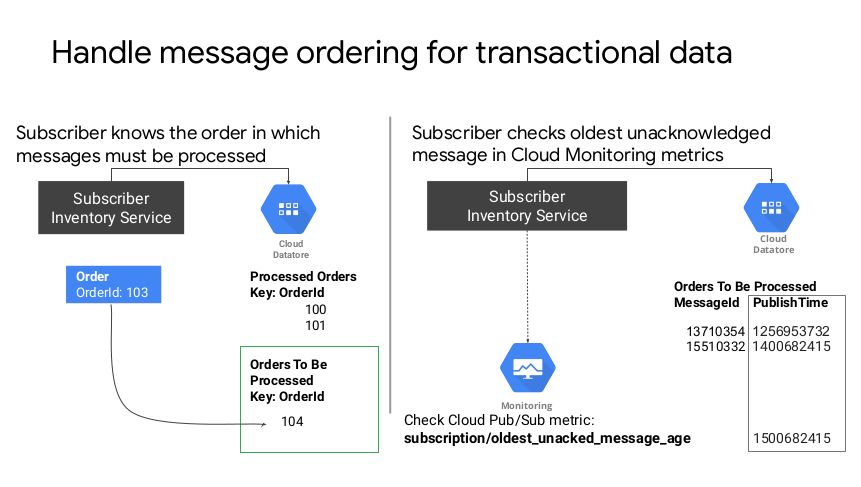 Handle message ordering for transactional data
Subscriber knows the order in which
messages must be processed
Subscriber
Inventory Service
Cloud
Datatore
Order
OrderId: 103
Processed Orders
Key: OrderId
100
101
Orders To Be
Processed
Key: OrderId
104
Subscriber checks oldest unacknowledged
message in Cloud Monitoring metrics
Subscriber
Inventory Service
Cloud
Datatore
Orders To Be Processed
MessageId PublishTime
13710354 1256953732
15510332 1400682415
1500682415
Monitoring
Check Cloud Pub/Sub metric:
subscription/oldest_unacked_message_age